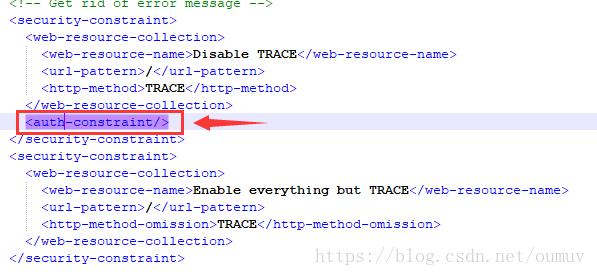 <!-- Get rid of error message -->
<security-constraint>
<web-resource-collection>
<web-resource-name>Disable TRACE</web-resource-name>
<url-pattern>/</url-pattern>
<http-method>TRACE</http-method>
</web-resource-collection>
<auth-constraint/>
</security-constraint>
<security-constraint>
<web-resource-collection>
<web-resource-name>Enable everything but TRACE</web-resource-name>
<url-pattern>/</url-pattern>
<http-method-omission>TRACE</http-method-omission>
</web-resource-collection>
</security-constraint>
https://blog.csdn.net/oumuv